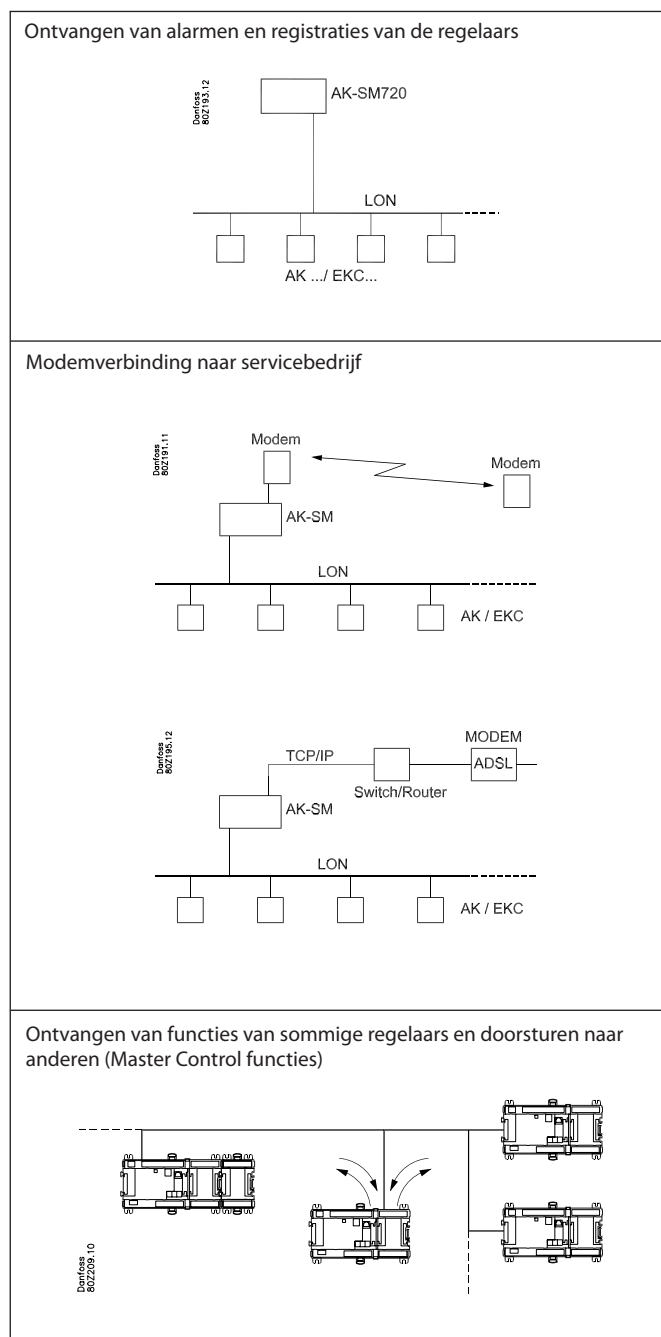 Ontvangen van alarmen en registraties van de regelaars
Danfoss
80Z193.12
AK-SM720
LON
AK .../ EKC...
Modemverbinding naar servicebedrijf
Danfoss
80Z191.11
Modem
Modem
AK-SM
LON
AK / EKC
Danfoss
80Z195.12
MODEM
TCP/IP
ADSL
Switch/Router
AK-SM
LON
AK / EKC
Ontvangen van functies van sommige regelaars en doorsturen naar
anderen (Master Control functies)
Danfoss
80Z209.10